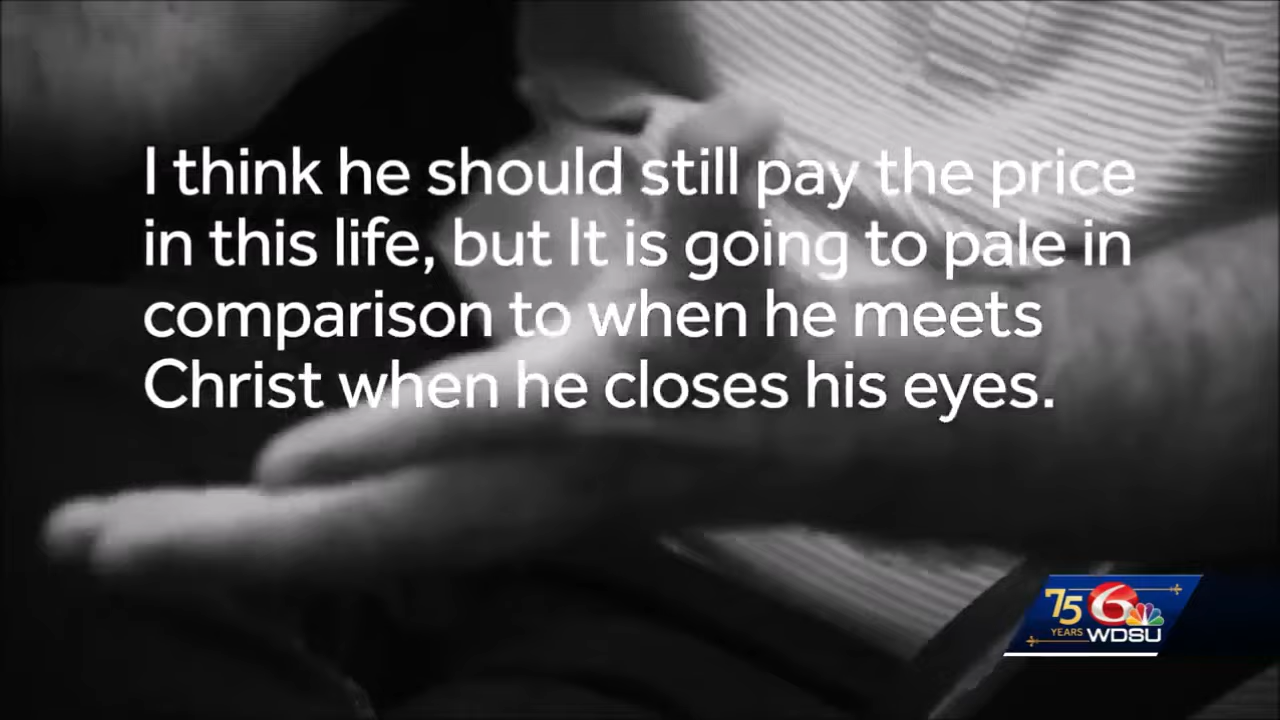 I think he should still pay the price
in this life, but It is going to pale in
comparison to when he meets
Christ when he closes his eyes.
75
YEARS
6
WDSU